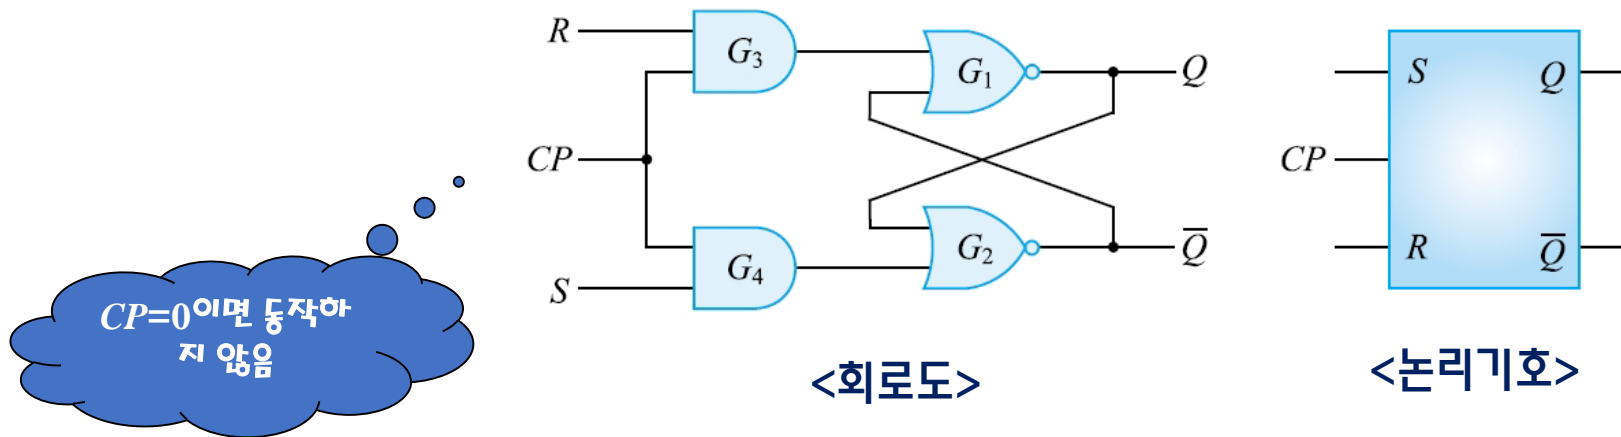 R
G₃
G₁
Q
CP
G₄
G₂
Q̅
S
<회로도>
S
Q
CP
R
Q̅
<논리기호>
CP=0이면 동작하
지 않음